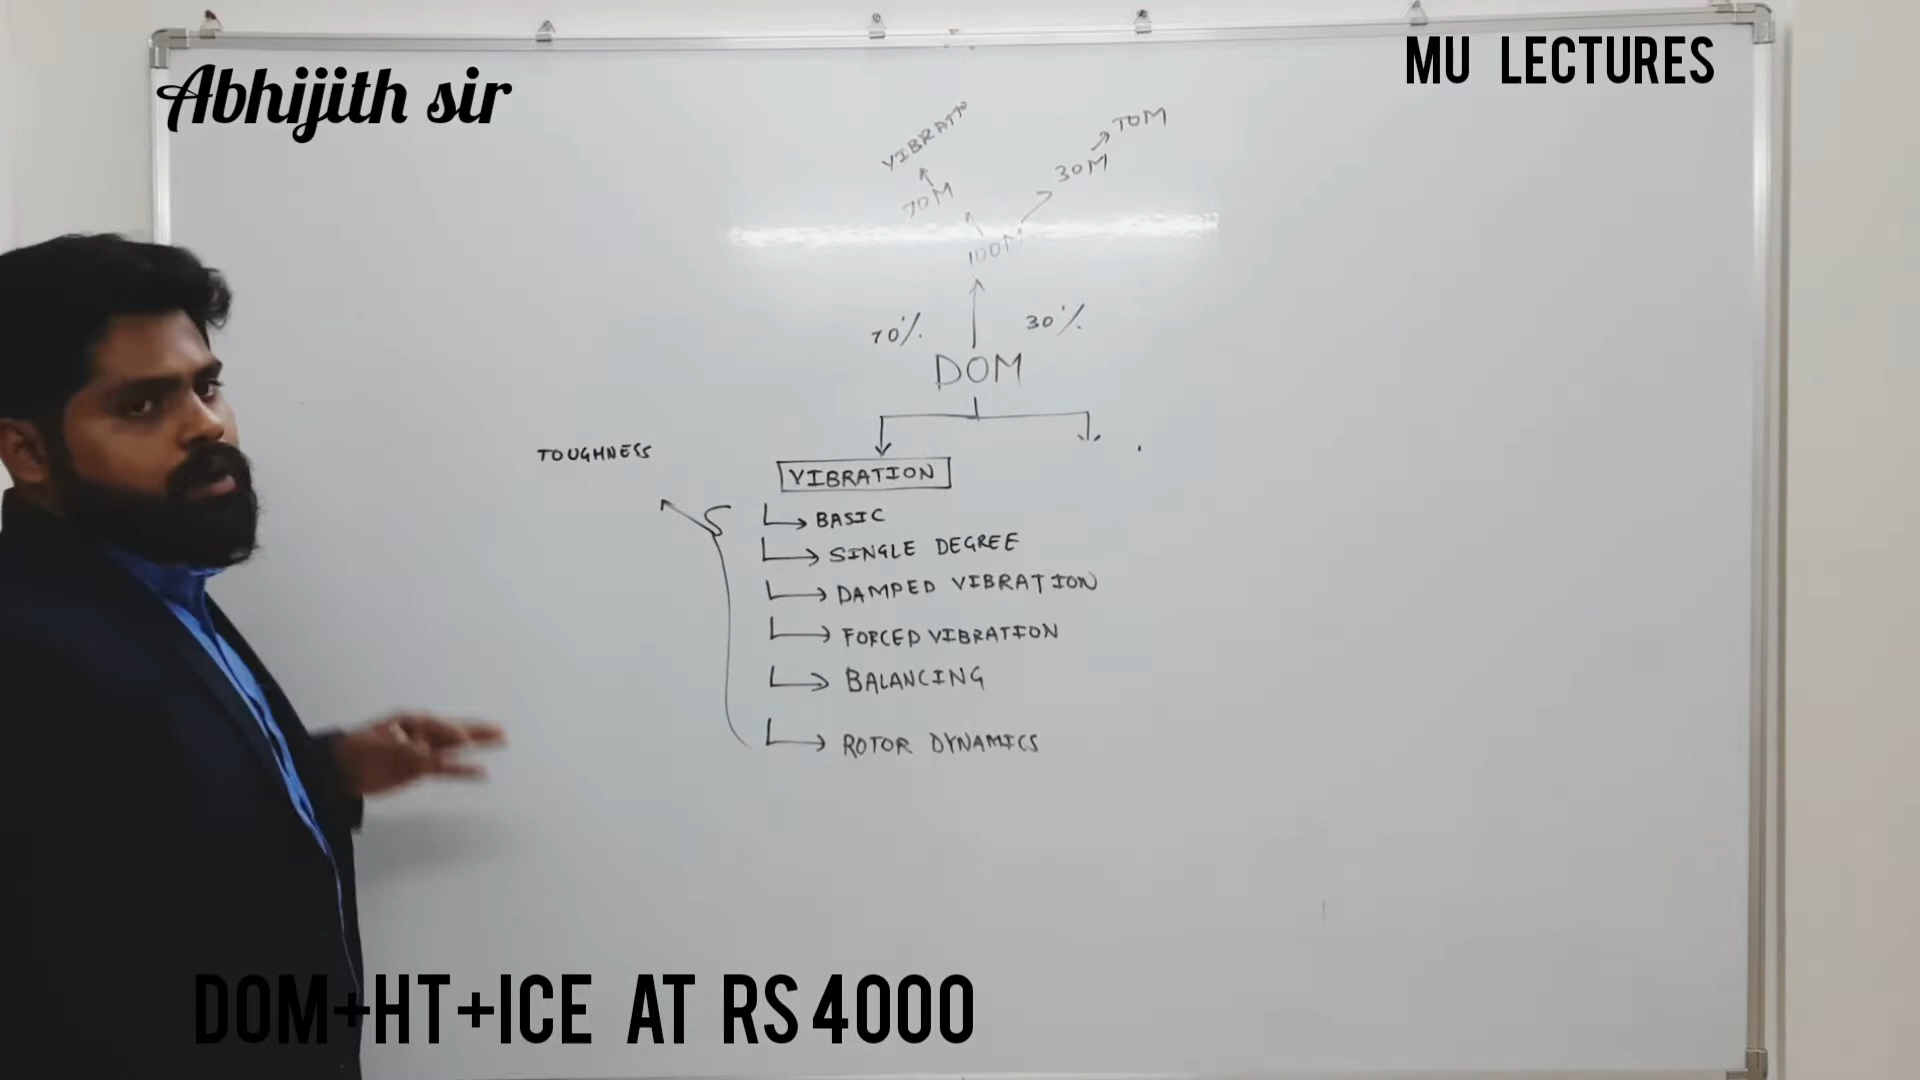 Abhijith sir
MU LECTURES
VIBRATN
TOM
30M
70M
100M
70%
30%
DOM
TOUGHNESS
VIBRATION
BASIC
SINGLE DEGREE
DAMPED VIBRATION
FORCED VIBRATION
BALANCING
ROTOR DYNAMICS
DOM+HT+ICE AT RS 4000